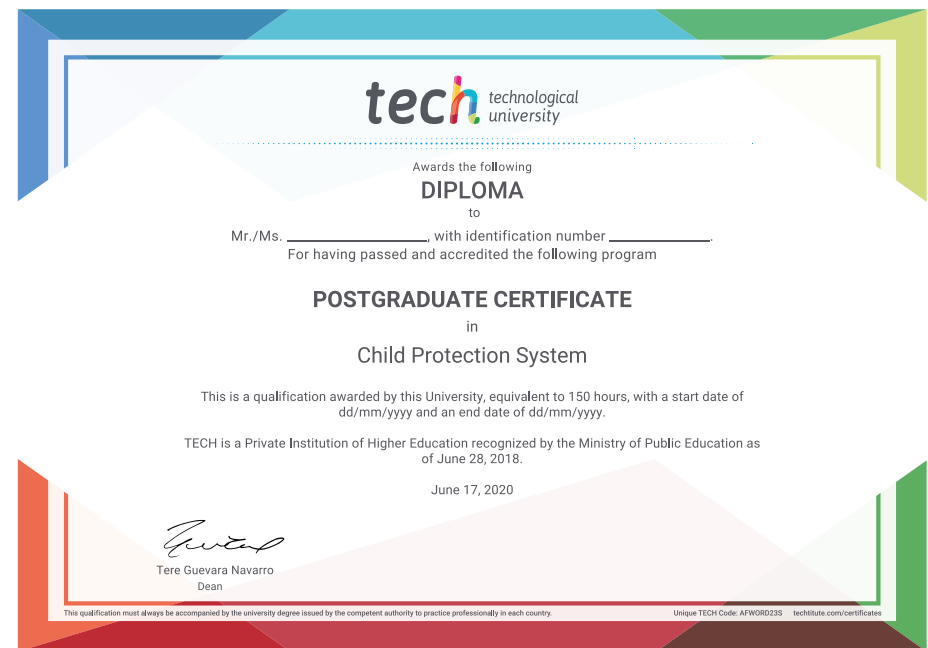 tech technological
university
Awards the following
DIPLOMA
to
Mr./Ms. ____________________, with identification number ______________.
For having passed and accredited the following program
POSTGRADUATE CERTIFICATE
in
Child Protection System
This is a qualification awarded by this University, equivalent to 150 hours, with a start date of
dd/mm/yyyy and an end date of dd/mm/yyyy.
TECH is a Private Institution of Higher Education recognized by the Ministry of Public Education as
of June 28, 2018.
June 17, 2020
Tere Guevara Navarro
Dean
This qualification must always be accompanied by the university degree issued by the competent authority to practice professionally in each country.
Unique TECH Code: AFWORD23S techtitute.com/certificates